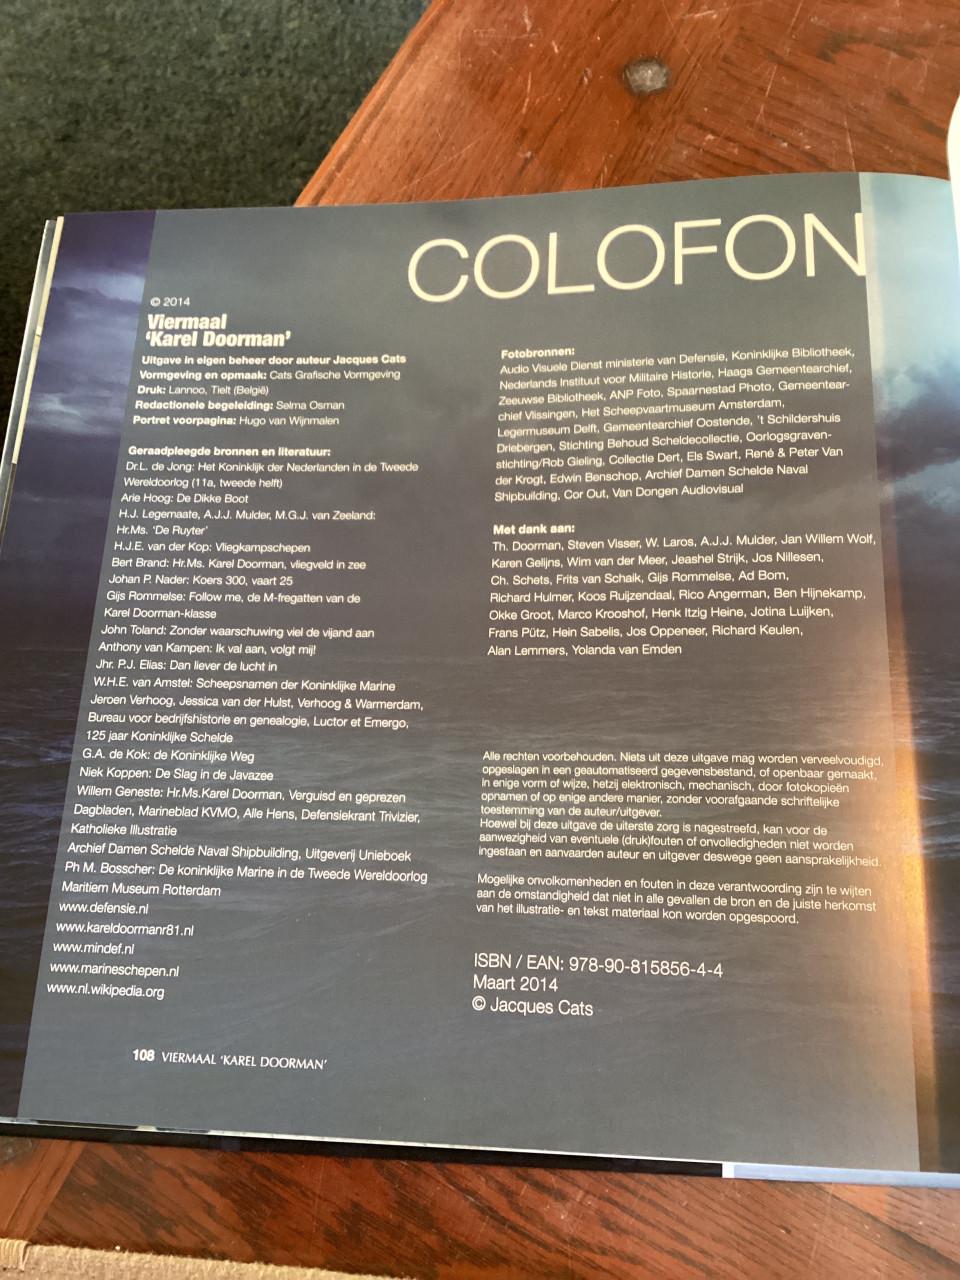 COLOFON
© 2014
Viermaal
‘Karel Doorman’
Uitgave in eigen beheer door auteur Jacques Cats
Vormgeving en opmaak: Cats Grafische Vormgeving
Druk: Lannoo, Tielt (België)
Redactionele begeleiding: Selma Osman
Portret voorpagina: Hugo van Wijnmalen
Geraadpleegde bronnen en literatuur:
Dr.L. de Jong: Het Koninklijk der Nederlanden in de Tweede
Wereldoorlog (11a, tweede helft)
Arie Hoog: De Dikke Boot
H.J. Legemaate, A.J.J. Mulder, M.G.J. van Zeeland:
Hr.Ms. ‘De Ruyter’
H.J.E. van der Kop: Vliegkampschepen
Bert Brand: Hr.Ms. Karel Doorman, vliegveld in zee
Johan P. Nader: Koers 300, vaart 25
Gijs Rommelse: Follow me, de M-fregatten van de
Karel Doorman-klasse
John Toland: Zonder waarschuwing viel de vijand aan
Anthony van Kampen: Ik val aan, volgt mij!
Jhr. P.J. Elias: Dan liever de lucht in
W.H.E. van Amstel: Scheepsnamen der Koninklijke Marine
Jeroen Verhoog, Jessica van der Hulst, Verhoog & Warmerdam,
Bureau voor bedrijfshistorie en genealogie, Luctor et Emergo,
125 jaar Koninklijke Schelde
G.A. de Kok: de Koninklijke Weg
Niek Koppen: De Slag in de Javazee
Willem Geneste: Hr.Ms.Karel Doorman, Verguisd en geprezen
Dagbladen, Marineblad KVMO, Alle Hens, Defensiekrant Trivizier,
Katholieke Illustratie
Archief Damen Schelde Naval Shipbuilding, Uitgeverij Unieboek
Ph M. Bosscher: De koninklijke Marine in de Tweede Wereldoorlog
Maritiem Museum Rotterdam
www.defensie.nl
www.kareldoormanr81.nl
www.mindef.nl
www.marineschepen.nl
www.nl.wikipedia.org
Fotobronnen:
Audio Visuele Dienst ministerie van Defensie, Koninklijke Bibliotheek,
Nederlands Instituut voor Militaire Historie, Haags Gemeentearchief,
Zeeuwse Bibliotheek, ANP Foto, Spaarnestad Photo, Gemeentear-
chief Vlissingen, Het Scheepvaartmuseum Amsterdam,
Legermuseum Delft, Gemeentearchief Oostende, 't Schildershuis
Driebergen, Stichting Behoud Scheldecollectie, Oorlogsgraven-
stichting/Rob Gieling, Collectie Dert, Els Swart, René & Peter Van
der Krogt, Edwin Benschop, Archief Damen Schelde Naval
Shipbuilding, Cor Out, Van Dongen Audiovisual
Met dank aan:
Th. Doorman, Steven Visser, W. Laros, A.J.J. Mulder, Jan Willem Wolf,
Karen Gelijns, Wim van der Meer, Jeashel Strijk, Jos Nillesen,
Ch. Schets, Frits van Schaik, Gijs Rommelse, Ad Bom,
Richard Hulmer, Koos Ruijzendaal, Rico Angerman, Ben Hijnekamp,
Okke Groot, Marco Krooshof, Henk Itzig Heine, Jotina Luijken,
Frans Pütz, Hein Sabelis, Jos Oppeneer, Richard Keulen,
Alan Lemmers, Yolanda van Emden
Alle rechten voorbehouden. Niets uit deze uitgave mag worden verveelvoudigd,
opgeslagen in een geautomatiseerd gegevensbestand, of openbaar gemaakt,
in enige vorm of wijze, hetzij elektronisch, mechanisch, door fotokopieën
opnamen of op enige andere manier, zonder voorafgaande schriftelijke
toestemming van de auteur/uitgever.
Hoewel bij deze uitgave de uiterste zorg is nagestreefd, kan voor de
aanwezigheid van eventuele (druk)fouten of onvolledigheden niet worden
ingestaan en aanvaarden auteur en uitgever deswege geen aansprakelijkheid.
Mogelijke onvolkomenheden en fouten in deze verantwoording zijn te wijten
aan de omstandigheid dat niet in alle gevallen de bron en de juiste herkomst
van het illustratie- en tekst materiaal kon worden opgespoord.
ISBN / EAN: 978-90-815856-4-4
Maart 2014
© Jacques Cats
108 VIERMAAL ‘KAREL DOORMAN’